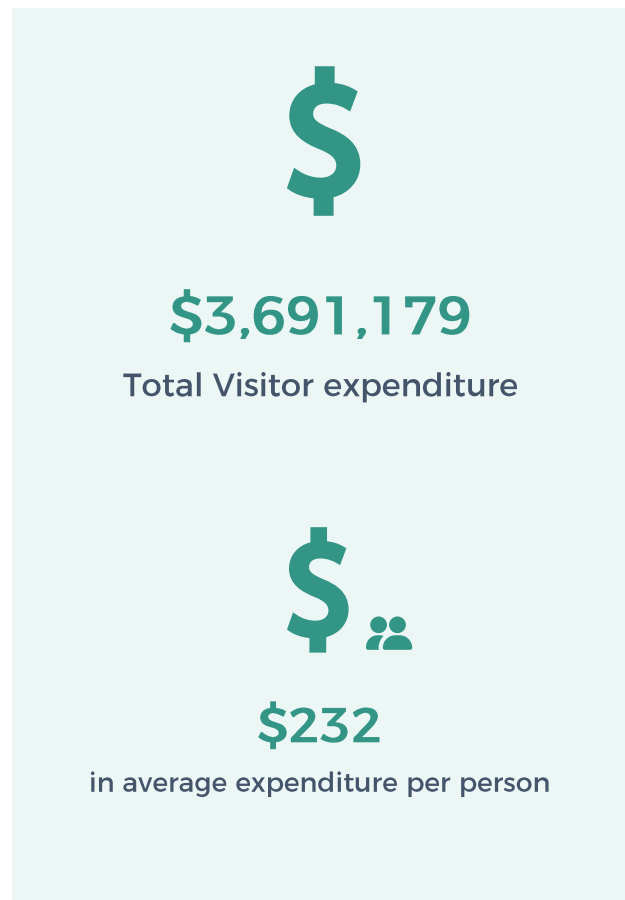 $
$3,691,179
Total Visitor expenditure
$
$232
in average expenditure per person